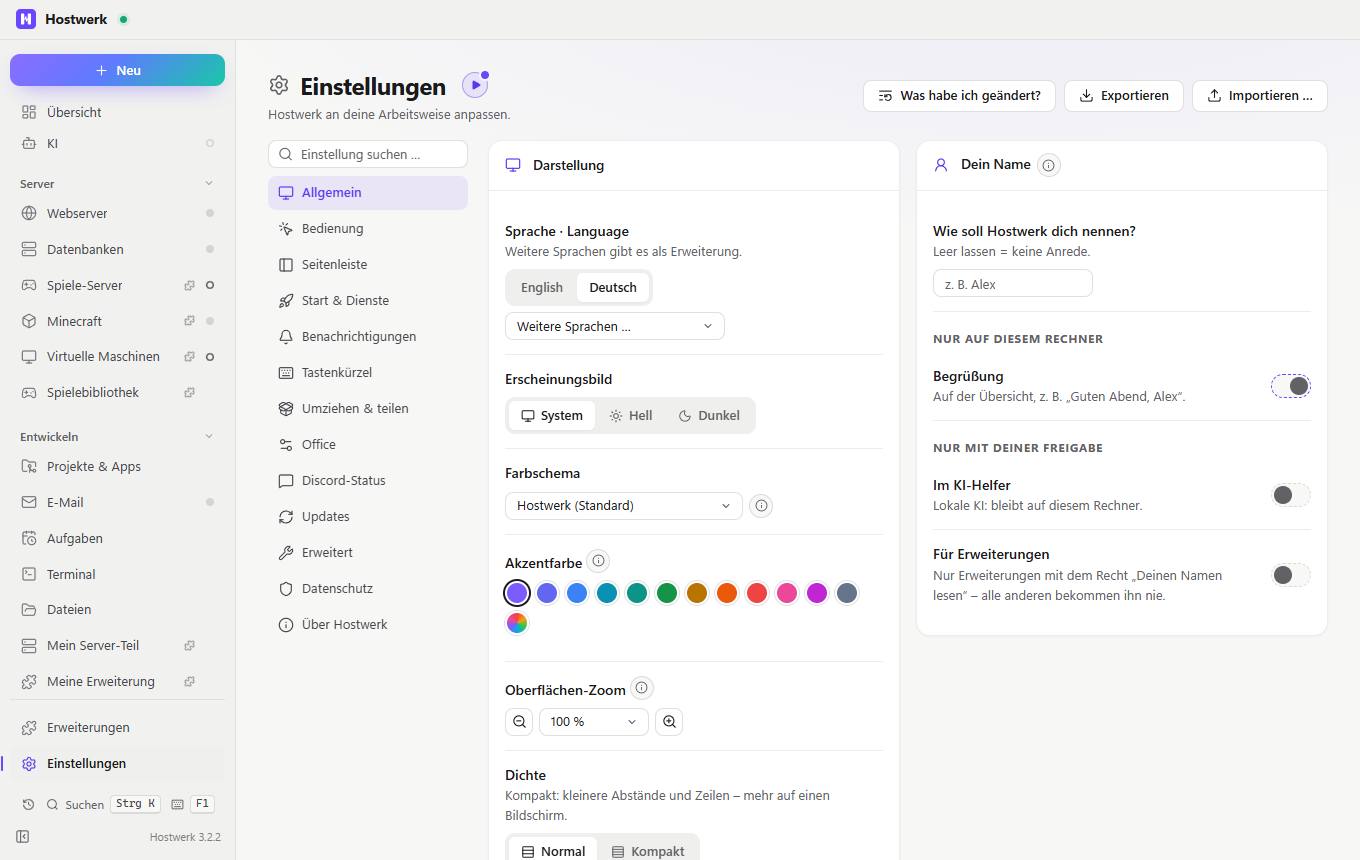 Hostwerk
Neu
Übersicht
KI
Server
Webserver
Datenbanken
Spiele-Server
Minecraft
Virtuelle Maschinen
Spielebibliothek
Entwickeln
Projekte & Apps
E-Mail
Aufgaben
Terminal
Dateien
Mein Server-Teil
Meine Erweiterung
Erweiterungen
Einstellungen
Suchen Strg K F1
Hostwerk 3.2.2
Einstellungen
Hostwerk an deine Arbeitsweise anpassen.
Was habe ich geändert?
Exportieren
Importieren ...
Einstellung suchen ...
Allgemein
Bedienung
Seitenleiste
Start & Dienste
Benachrichtigungen
Tastenkürzel
Umziehen & teilen
Office
Discord-Status
Updates
Erweitert
Datenschutz
Über Hostwerk
Darstellung
Sprache · Language
Weitere Sprachen gibt es als Erweiterung.
English Deutsch
Weitere Sprachen ...
Erscheinungsbild
System Hell Dunkel
Farbschema
Hostwerk (Standard)
Akzentfarbe
Oberflächen-Zoom
100 %
Dichte
Kompakt: kleinere Abstände und Zeilen – mehr auf einen
Bildschirm.
Normal Kompakt
Dein Name
Wie soll Hostwerk dich nennen?
Leer lassen = keine Anrede.
z. B. Alex
NUR AUF DIESEM RECHNER
Begrüßung
Auf der Übersicht, z. B. „Guten Abend, Alex“.
NUR MIT DEINER FREIGABE
Im KI-Helfer
Lokale KI: bleibt auf diesem Rechner.
Für Erweiterungen
Nur Erweiterungen mit dem Recht „Deinen Namen
lesen“ – alle anderen bekommen ihn nie.